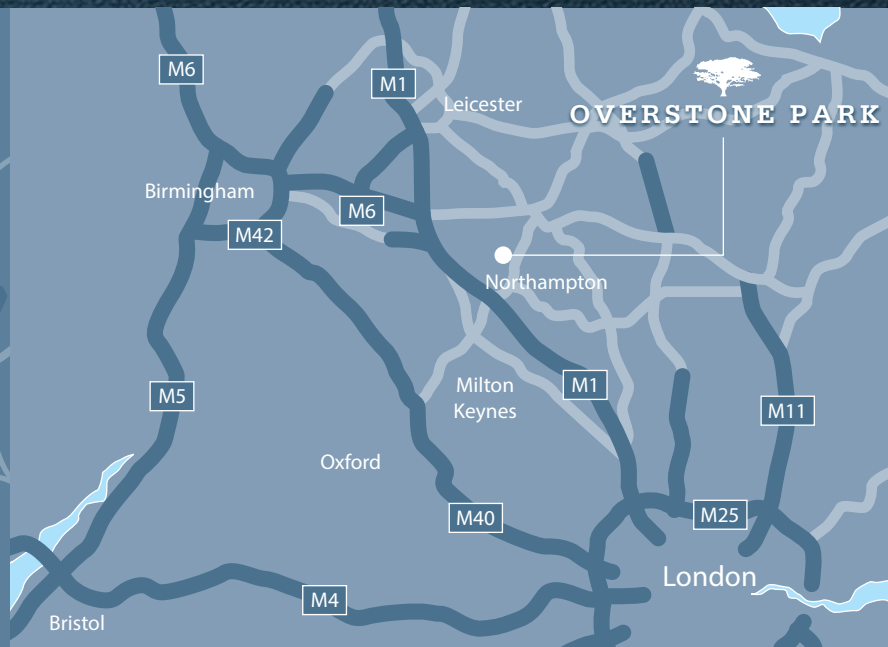 M6
M1
Leicester
OVERSTONE PARK
Birmingham
M6
M42
Northampton
Milton
Keynes
M1
M5
M11
Oxford
M40
M25
London
M4
Bristol